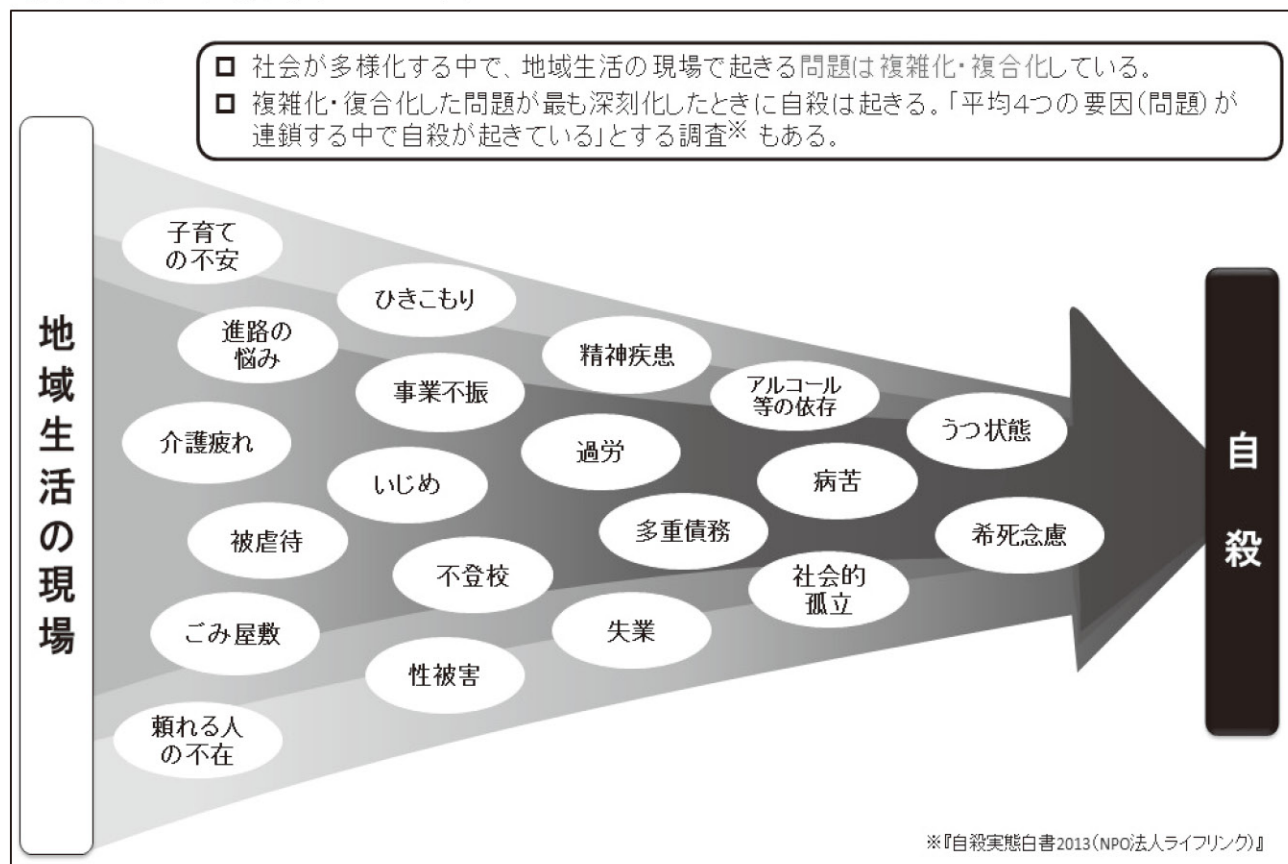 □ 社会が多様化する中で、地域生活の現場で起きる問題は複雑化・複合化している。
□ 複雑化・復合化した問題が最も深刻化したときに自殺は起きる。「平均4つの要因(問題)が
連鎖する中で自殺が起きている」とする調査※ もある。
地域生活の現場
子育て
の不安
進路の
悩み
介護疲れ
被虐待
ごみ屋敷
頼れる人
の不在
ひきこもり
事業不振
いじめ
不登校
性被害
精神疾患
過労
多重債務
失業
アルコール
等の依存
病苦
社会的
孤立
うつ状態
希死念慮
自殺
※『自殺実態白書2013(NPO法人ライフリンク)』